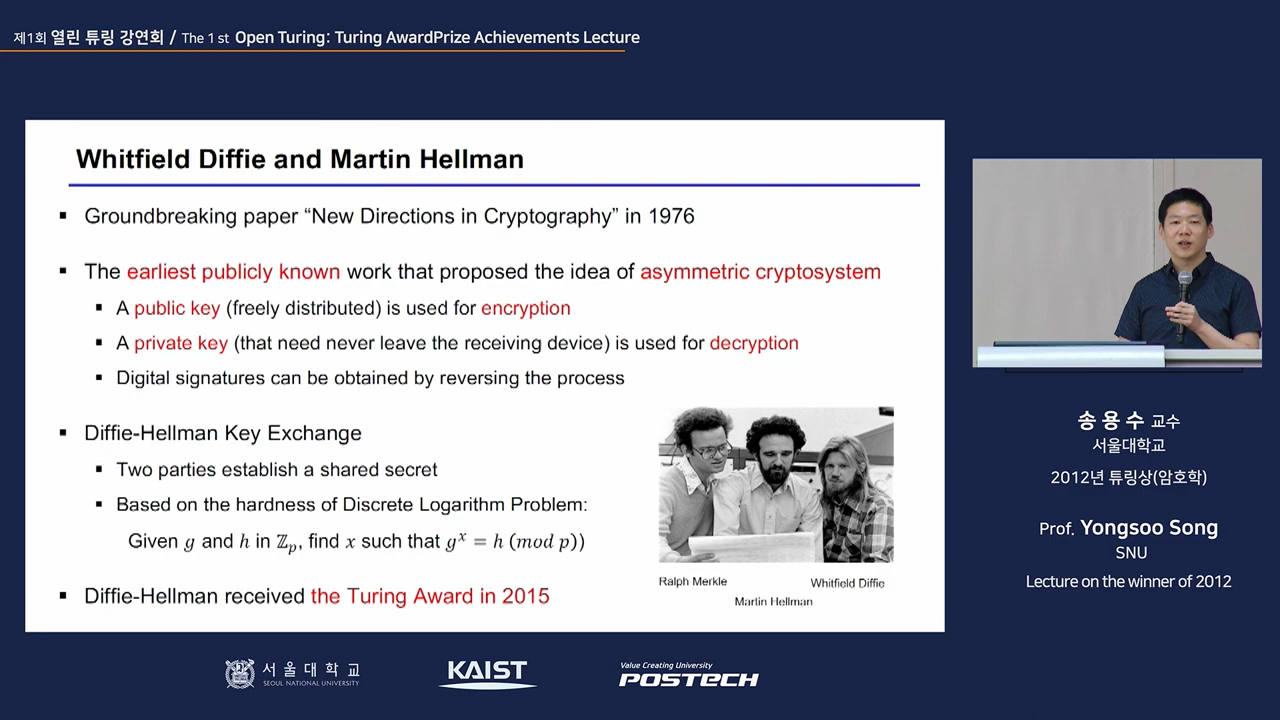 제1회 열린 튜링 강연회 / The 1 st Open Turing: Turing AwardPrize Achievements Lecture
Whitfield Diffie and Martin Hellman
▪ Groundbreaking paper “New Directions in Cryptography” in 1976
▪ The earliest publicly known work that proposed the idea of asymmetric cryptosystem
▪ A public key (freely distributed) is used for encryption
▪ A private key (that need never leave the receiving device) is used for decryption
▪ Digital signatures can be obtained by reversing the process
▪ Diffie-Hellman Key Exchange
▪ Two parties establish a shared secret
▪ Based on the hardness of Discrete Logarithm Problem:
Given g and h in ℤₚ, find x such that gˣ = h (mod p))
▪ Diffie-Hellman received the Turing Award in 2015
Ralph Merkle
Whitfield Diffie
Martin Hellman
송 용 수 교수
서울대학교
2012년 튜링상(암호학)
Prof. Yongsoo Song
SNU
Lecture on the winner of 2012
서울대학교
SEOUL NATIONAL UNIVERSITY
KAIST
Value Creating University
POSTECH